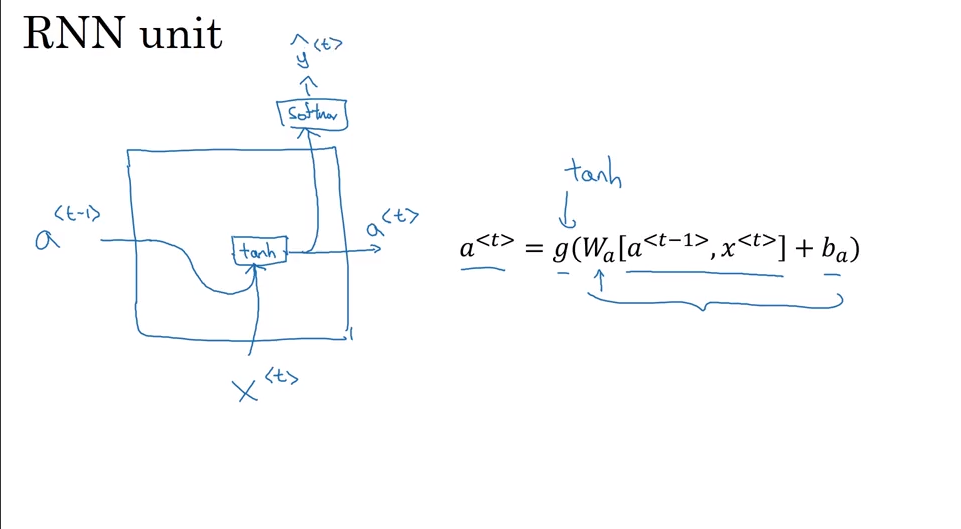 RNN unit
ŷ<t>
softmax
a<t-1>
tanh
a<t>
x<t>
tanh
a<t> = g(Wₐ[a<t−1>, x<t>] + bₐ)